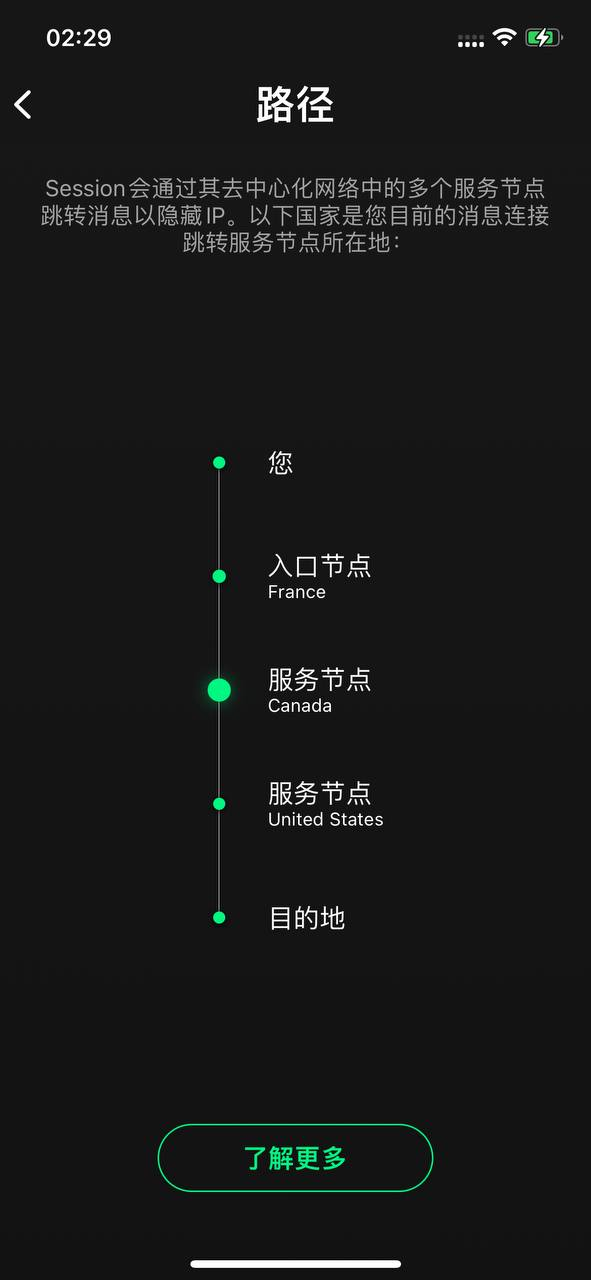 02:29
路径
Session会通过其去中心化网络中的多个服务节点
跳转消息以隐藏IP。以下国家是您目前的消息连接
跳转服务节点所在地：
您
入口节点
France
服务节点
Canada
服务节点
United States
目的地
了解更多